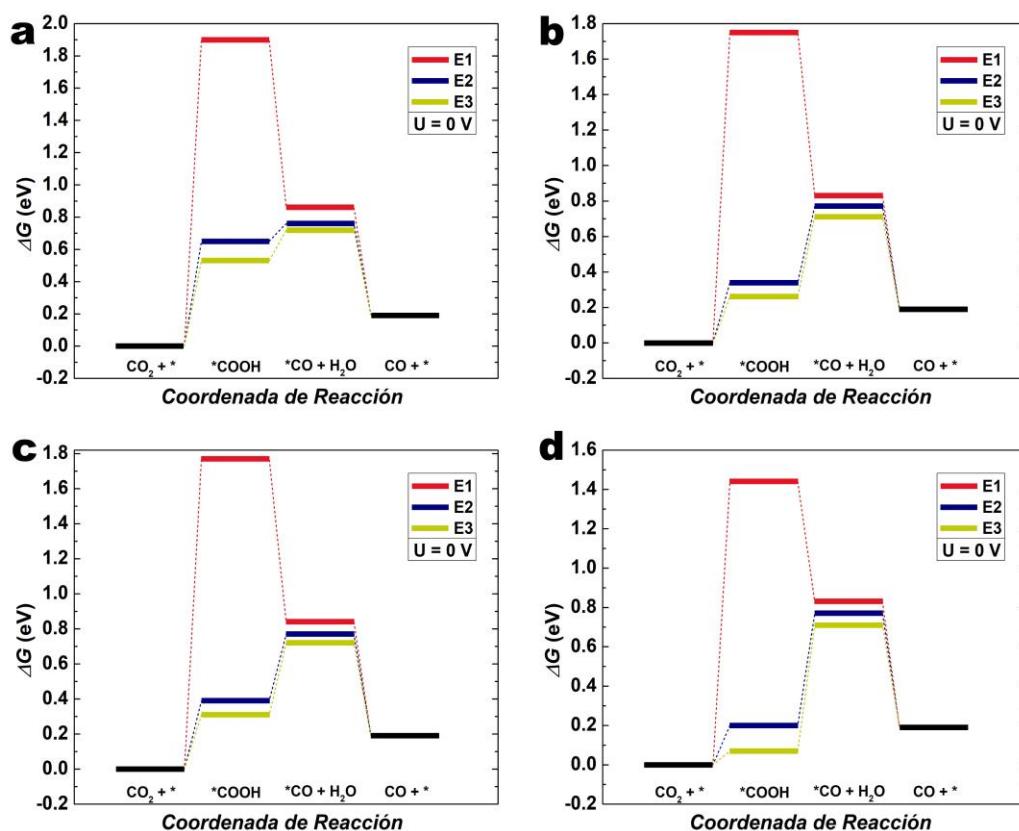 a
2.0
1.8
1.6
1.4
1.2
1.0
0.8
0.6
0.4
0.2
0.0
-0.2
ΔG (eV)
E1
E2
E3
U = 0 V
CO₂ + * *COOH *CO + H₂O CO + *
Coordenada de Reacción
b
1.8
1.6
1.4
1.2
1.0
0.8
0.6
0.4
0.2
0.0
-0.2
ΔG (eV)
E1
E2
E3
U = 0 V
CO₂ + * *COOH *CO + H₂O CO + *
Coordenada de Reacción
c
1.8
1.6
1.4
1.2
1.0
0.8
0.6
0.4
0.2
0.0
-0.2
ΔG (eV)
E1
E2
E3
U = 0 V
CO₂ + * *COOH *CO + H₂O CO + *
Coordenada de Reacción
d
1.6
1.4
1.2
1.0
0.8
0.6
0.4
0.2
0.0
-0.2
ΔG (eV)
E1
E2
E3
U = 0 V
CO₂ + * *COOH *CO + H₂O CO + *
Coordenada de Reacción